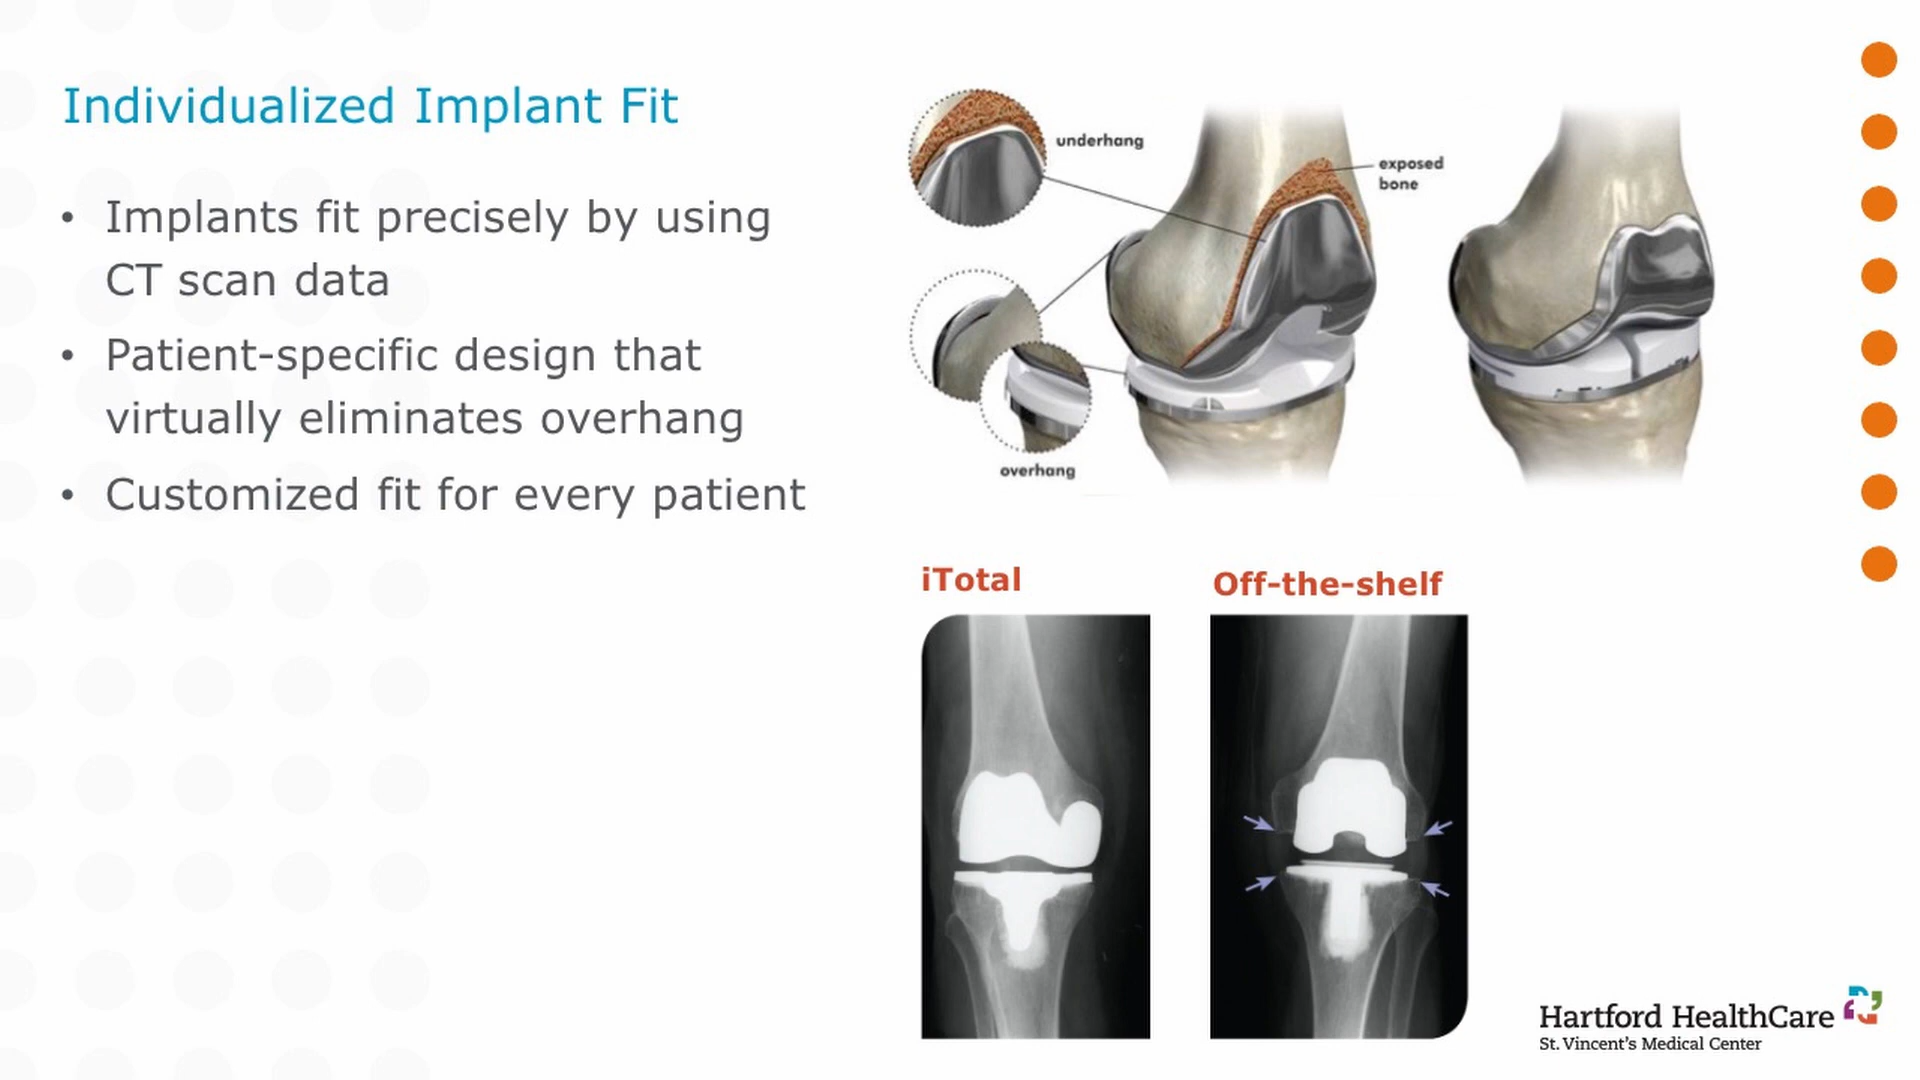 Individualized Implant Fit
• Implants fit precisely by using
CT scan data
• Patient-specific design that
virtually eliminates overhang
• Customized fit for every patient
underhang
exposed
bone
overhang
iTotal
Off-the-shelf
Hartford HealthCare
St. Vincent's Medical Center